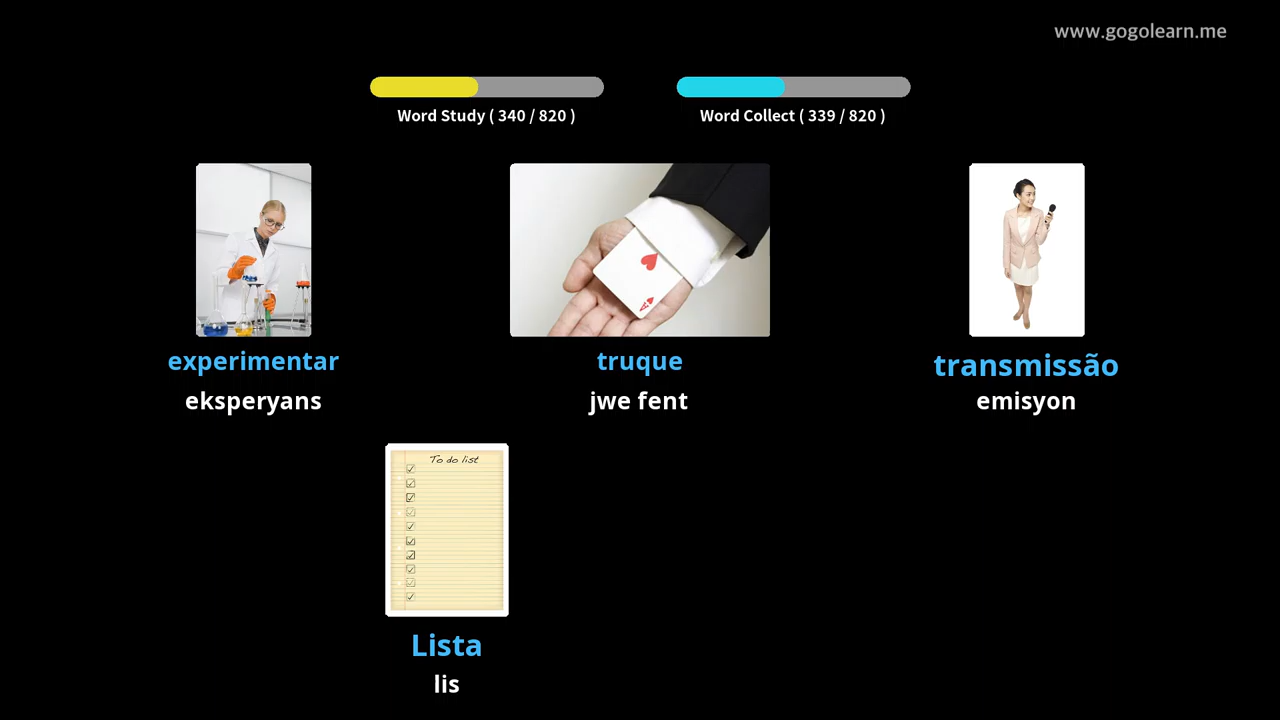 www.gogolearn.me
Word Study ( 340 / 820 )
Word Collect ( 339 / 820 )
experimentar
eksperyans
truque
jwe fent
transmissão
emisyon
To do list
Lista
lis